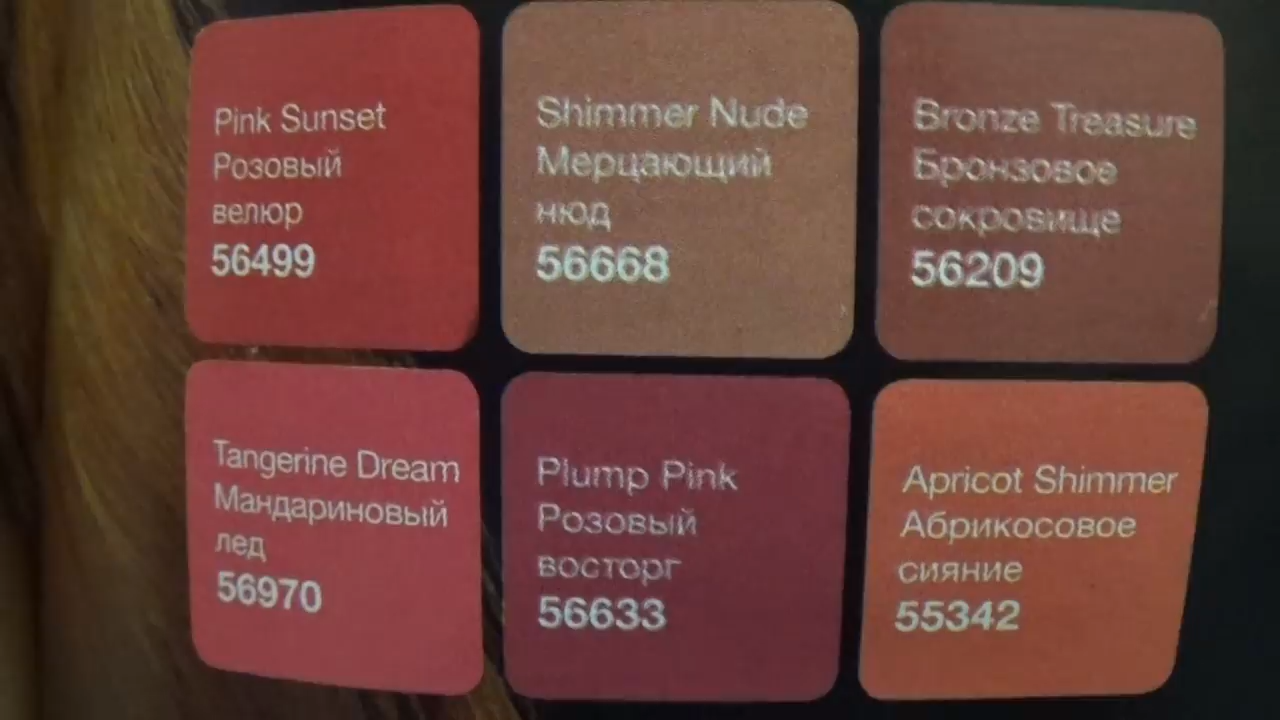 Pink Sunset
Розовый
велюр
56499
Shimmer Nude
Мерцающий
нюд
56668
Bronze Treasure
Бронзовое
сокровище
56209
Tangerine Dream
Мандариновый
лед
56970
Plump Pink
Розовый
восторг
56633
Apricot Shimmer
Абрикосовое
сияние
55342